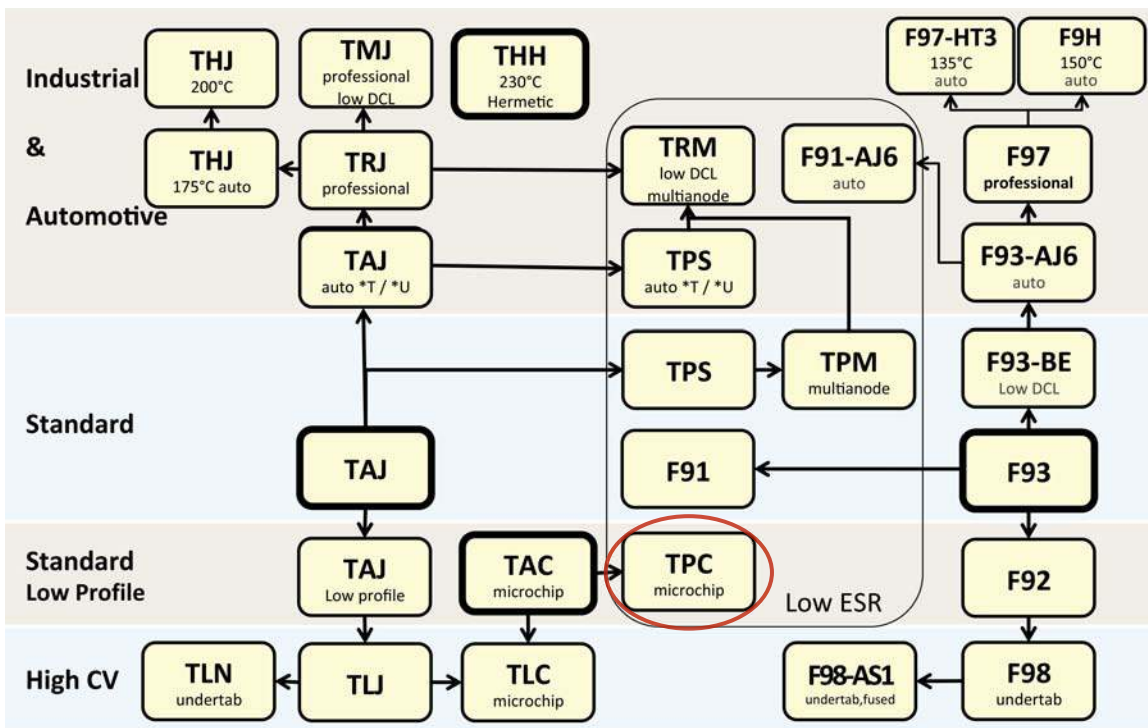 Industrial
&
Automotive
THJ
200°C
TMJ
professional
low DCL
THH
230°C
Hermetic
F97-HT3
135°C
auto
F9H
150°C
auto
THJ
175°C auto
TRJ
professional
TRM
low DCL
multianode
F91-AJ6
auto
F97
professional
TAJ
auto *T / *U
TPS
auto *T / *U
F93-AJ6
auto
Standard
TPS
TPM
multianode
F93-BE
Low DCL
TAJ
F91
F93
Standard
Low Profile
TAJ
Low profile
TAC
microchip
TPC
microchip
Low ESR
F92
High CV
TLN
undertab
TLJ
TLC
microchip
F98-AS1
undertab,fused
F98
undertab